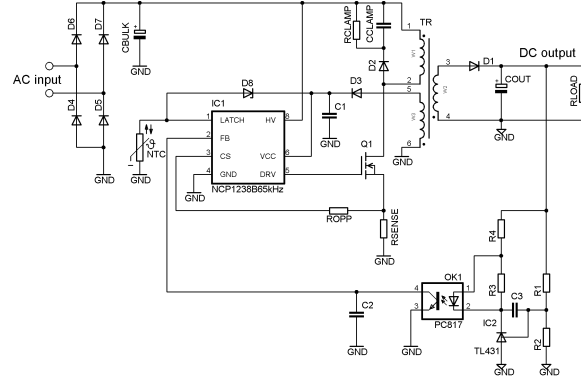 D6
D7
CBULK
+
GND
RCLAMP
CCLAMP
TR
1
W1
D2
2
3
D1
DC output
COUT
+
RLOAD
W2
4
GND
AC input
D4
D5
GND
D8
D3
5
W3
6
GND
IC1
C1
GND
1 LATCH HV 8
2 FB
3 CS VCC 6
4 GND DRV 5
NCP1238B65kHz
NTC
GND
GND
Q1
ROPP
RSENSE
GND
R4
R3
R1
OK1
4 1
3 2
PC817
C3
C2
GND
GND
IC2
TL431
R2
GND
GND